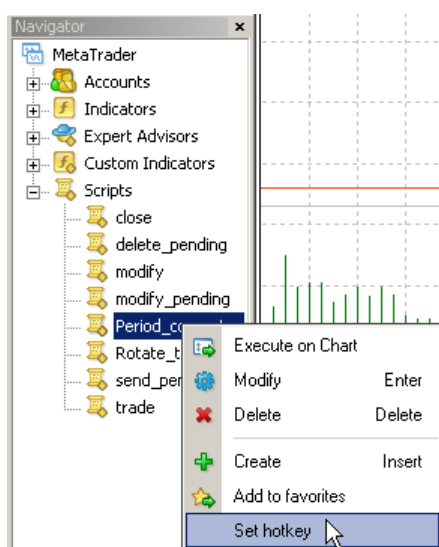 Navigator x
MetaTrader
Accounts
Indicators
Expert Advisors
Custom Indicators
Scripts
close
delete_pending
modify
modify_pending
Execute on Chart
Modify Enter
Delete Delete
trade
Create Insert
Add to favorites
Set hotkey